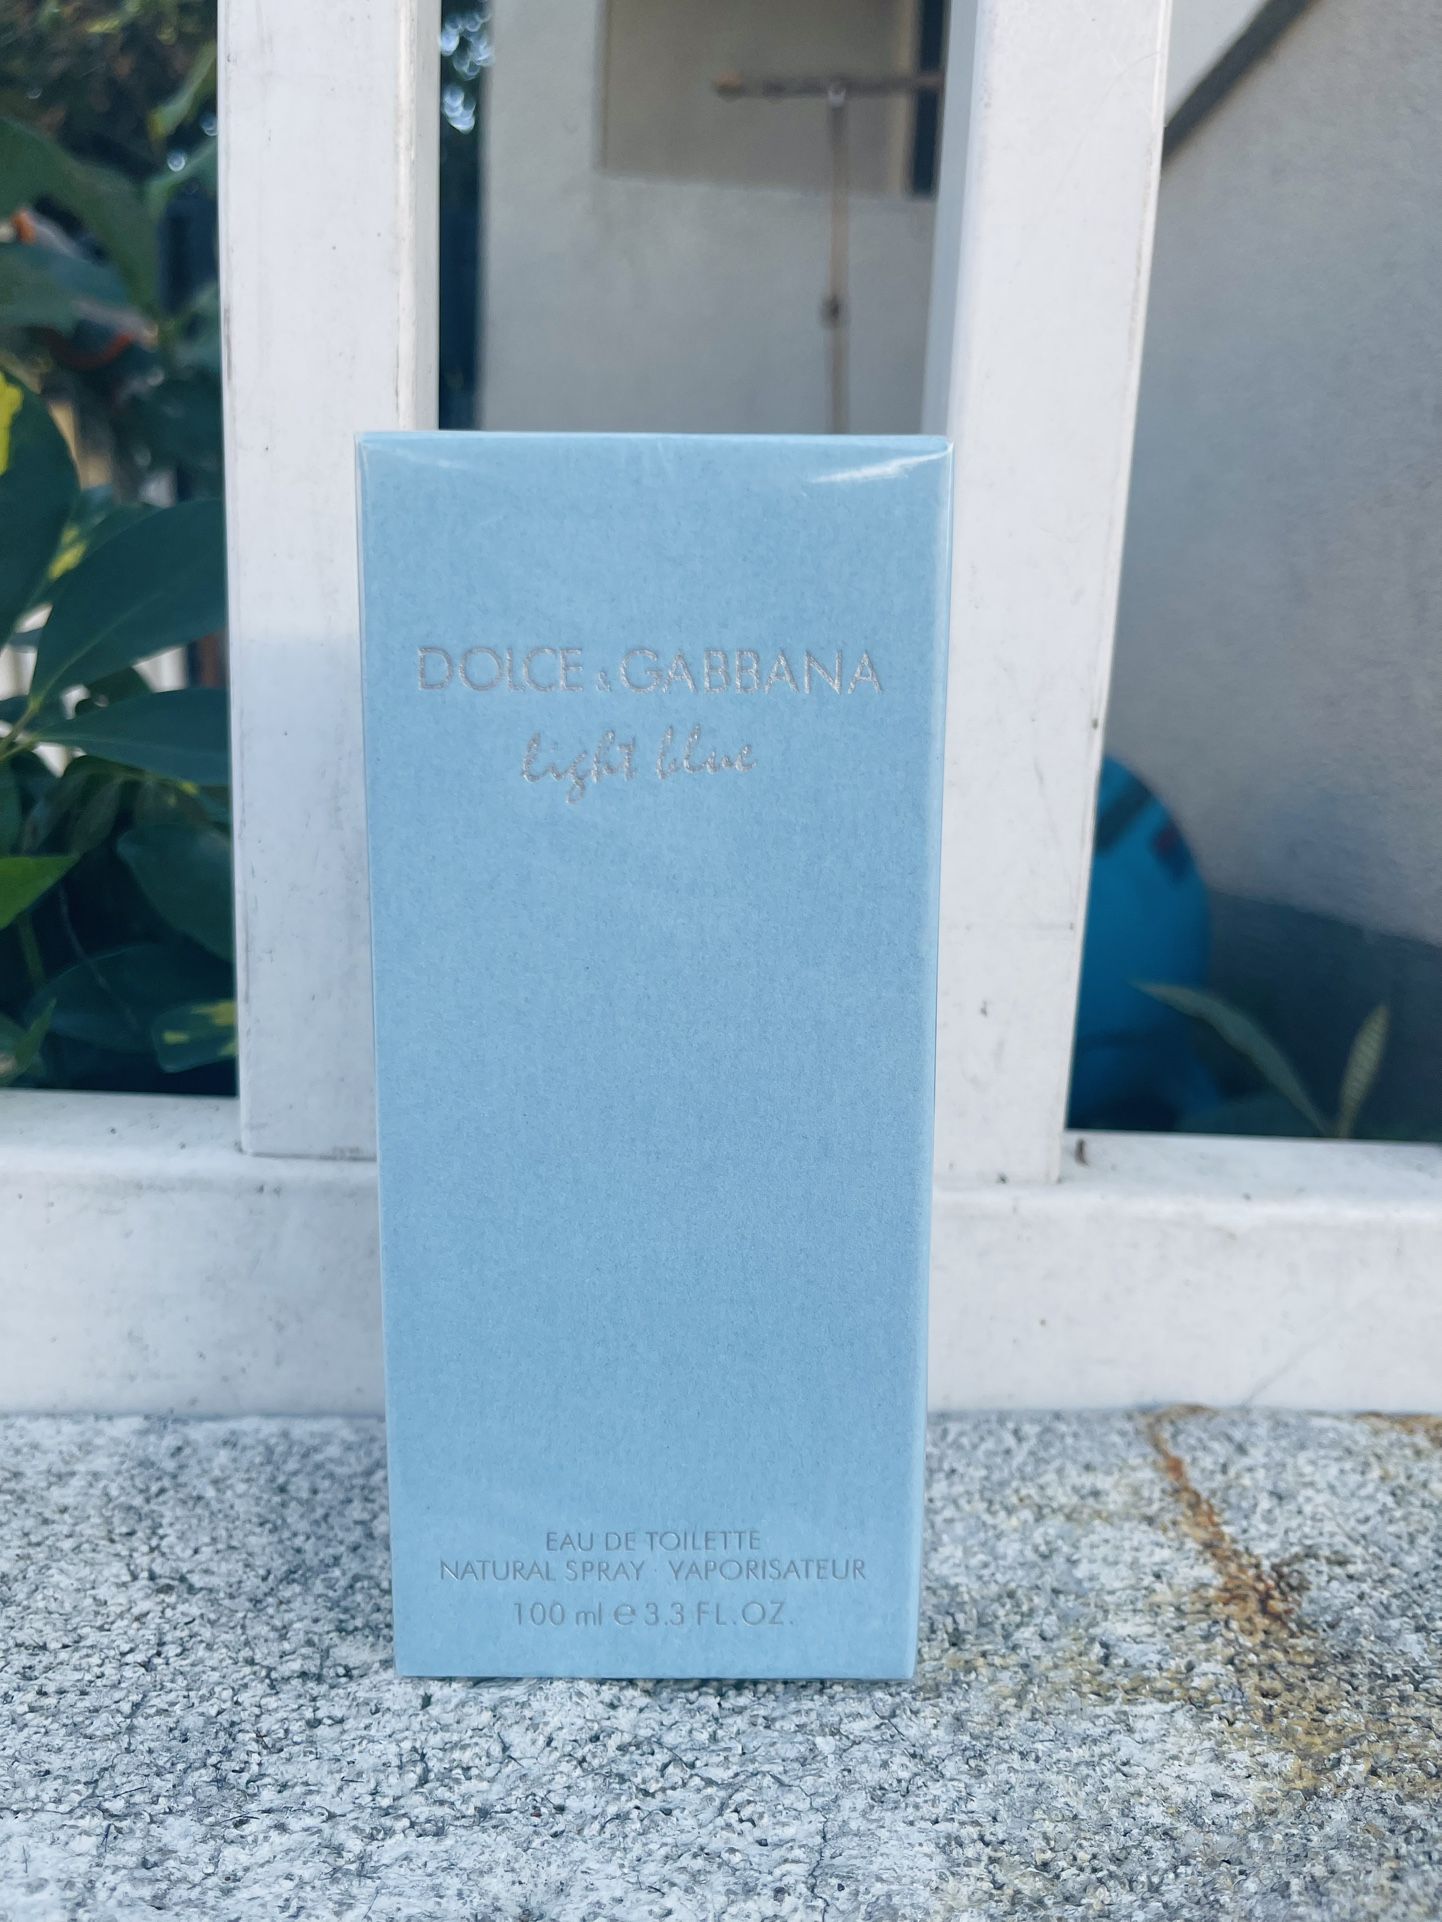 DOLCE & GABBANA
light blue
EAU DE TOILETTE
NATURAL SPRAY · VAPORISATEUR
100 ml e 3.3 FL.OZ.